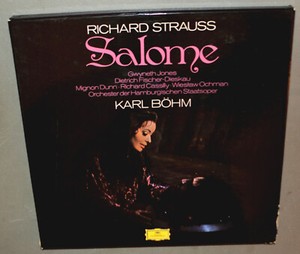 RICHARD STRAUSS
Salome
Gwyneth Jones
Dietrich Fischer-Dieskau
Mignon Dunn · Richard Cassilly · Wiesław Ochman
Orchester der Hamburgischen Staatsoper
KARL BÖHM